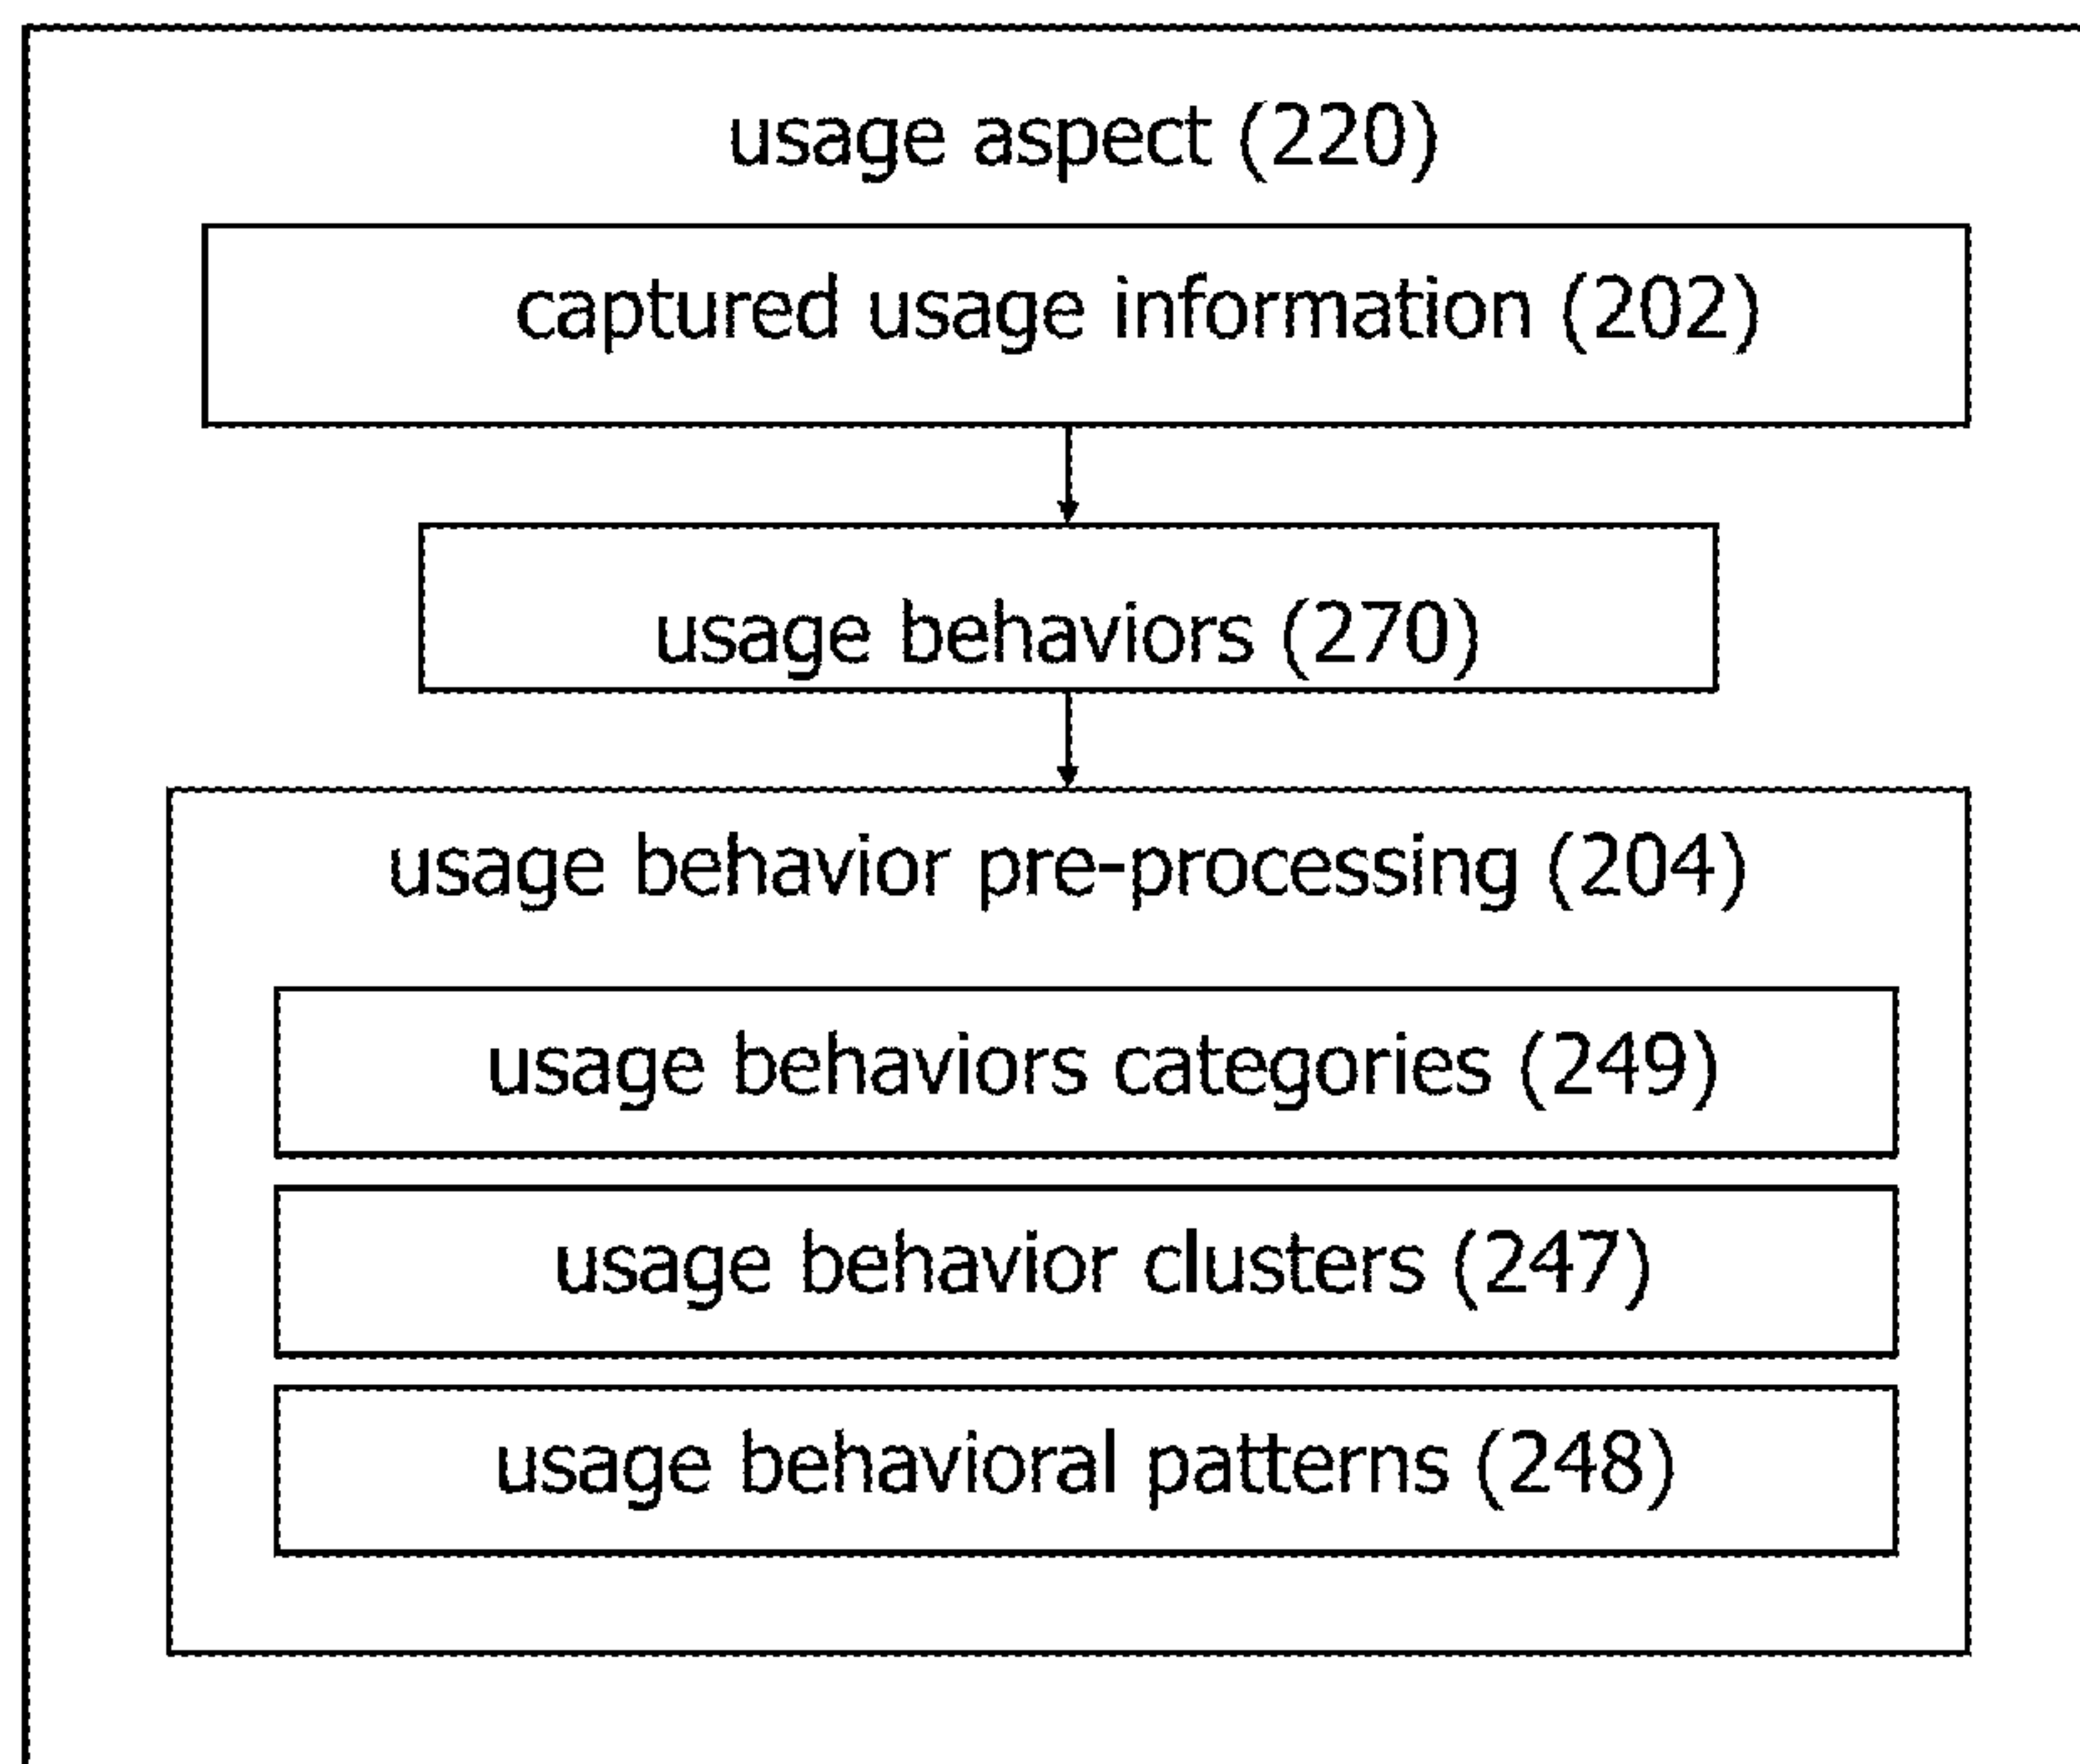 usage aspect (220)
captured usage information (202)
usage behaviors (270)
usage behavior pre-processing (204)
usage behaviors categories (249)
usage behavior clusters (247)
usage behavioral patterns (248)